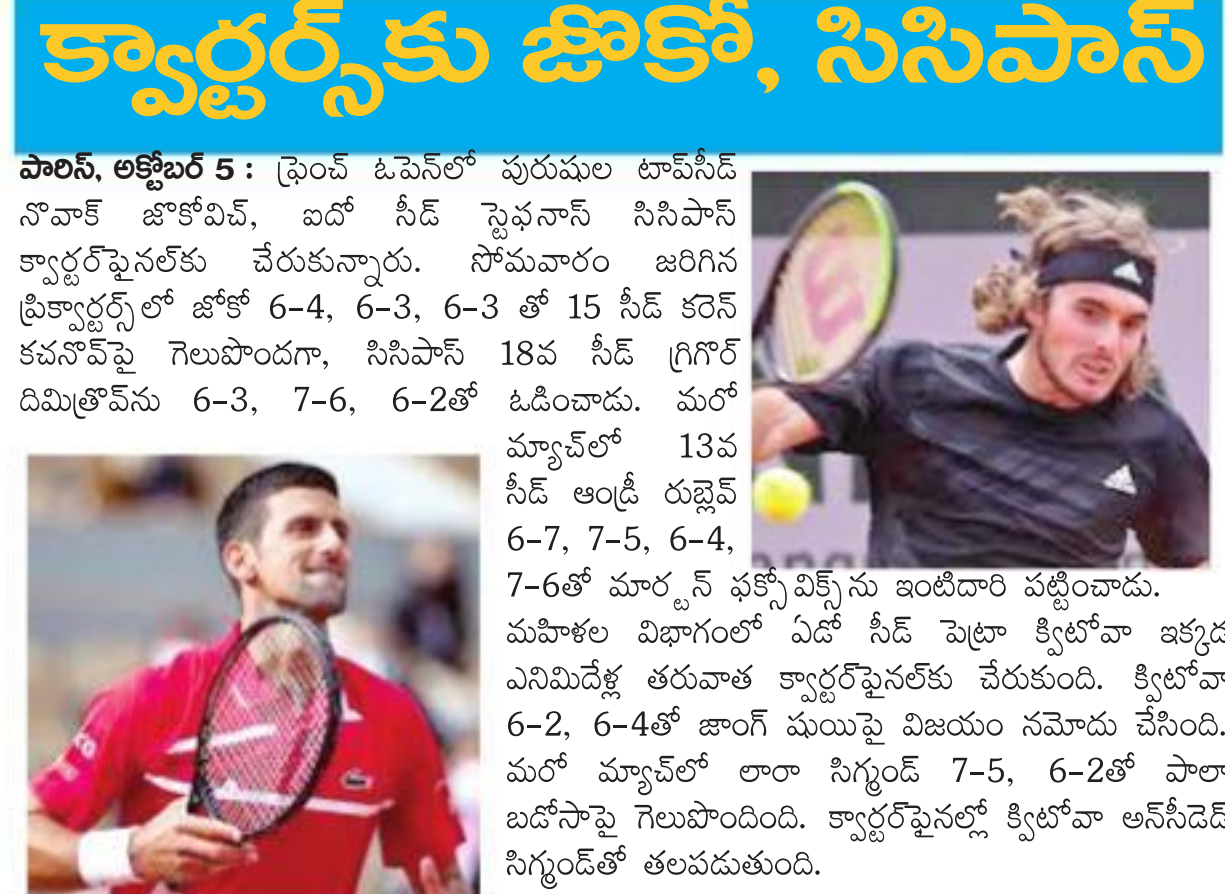 క్వార్టర్స్‌కు జొకో, సిసిపాస్
పారిస్, అక్టోబర్ 5 : ఫ్రెంచ్ ఓపెన్‌లో పురుషుల టాప్‌సీడ్
నొవాక్ జొకోవిచ్, ఐదో సీడ్ స్టెఫనాస్ సిసిపాస్
క్వార్టర్‌ఫైనల్‌కు చేరుకున్నారు. సోమవారం జరిగిన
ప్రిక్వార్టర్స్‌లో జోకో 6-4, 6-3, 6-3 తో 15 సీడ్ కరెన్
కచనొవ్‌పై గెలుపొందగా, సిసిపాస్ 18వ సీడ్ గ్రిగొర్
దిమిత్రొవ్‌ను 6-3, 7-6, 6-2తో ఓడించాడు. మరో
మ్యాచ్‌లో 13వ
సీడ్ ఆండ్రీ రుబ్లెవ్
6-7, 7-5, 6-4,
7-6తో మార్టన్ ఫక్సోవిక్స్‌ను ఇంటిదారి పట్టించాడు.
మహిళల విభాగంలో ఏడో సీడ్ పెట్రా క్విటోవా ఇక్కడ
ఎనిమిదేళ్ల తరువాత క్వార్టర్‌ఫైనల్‌కు చేరుకుంది. క్విటోవా
6-2, 6-4తో జాంగ్ షుయిపై విజయం నమోదు చేసింది.
మరో మ్యాచ్‌లో లారా సిగ్మండ్ 7-5, 6-2తో పాలా
బడోసాపై గెలుపొందింది. క్వార్టర్‌ఫైనల్లో క్విటోవా అన్‌సీడెడ్
సిగ్మండ్‌తో తలపడుతుంది.